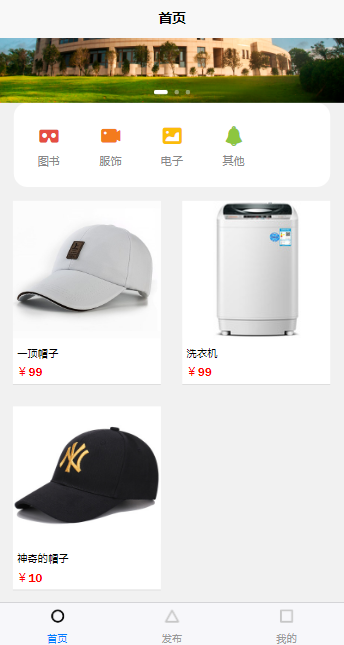 首页
图书 服饰 电子 其他
一顶帽子
￥99
洗衣机
￥99
NY
神奇的帽子
￥10
首页 发布 我的